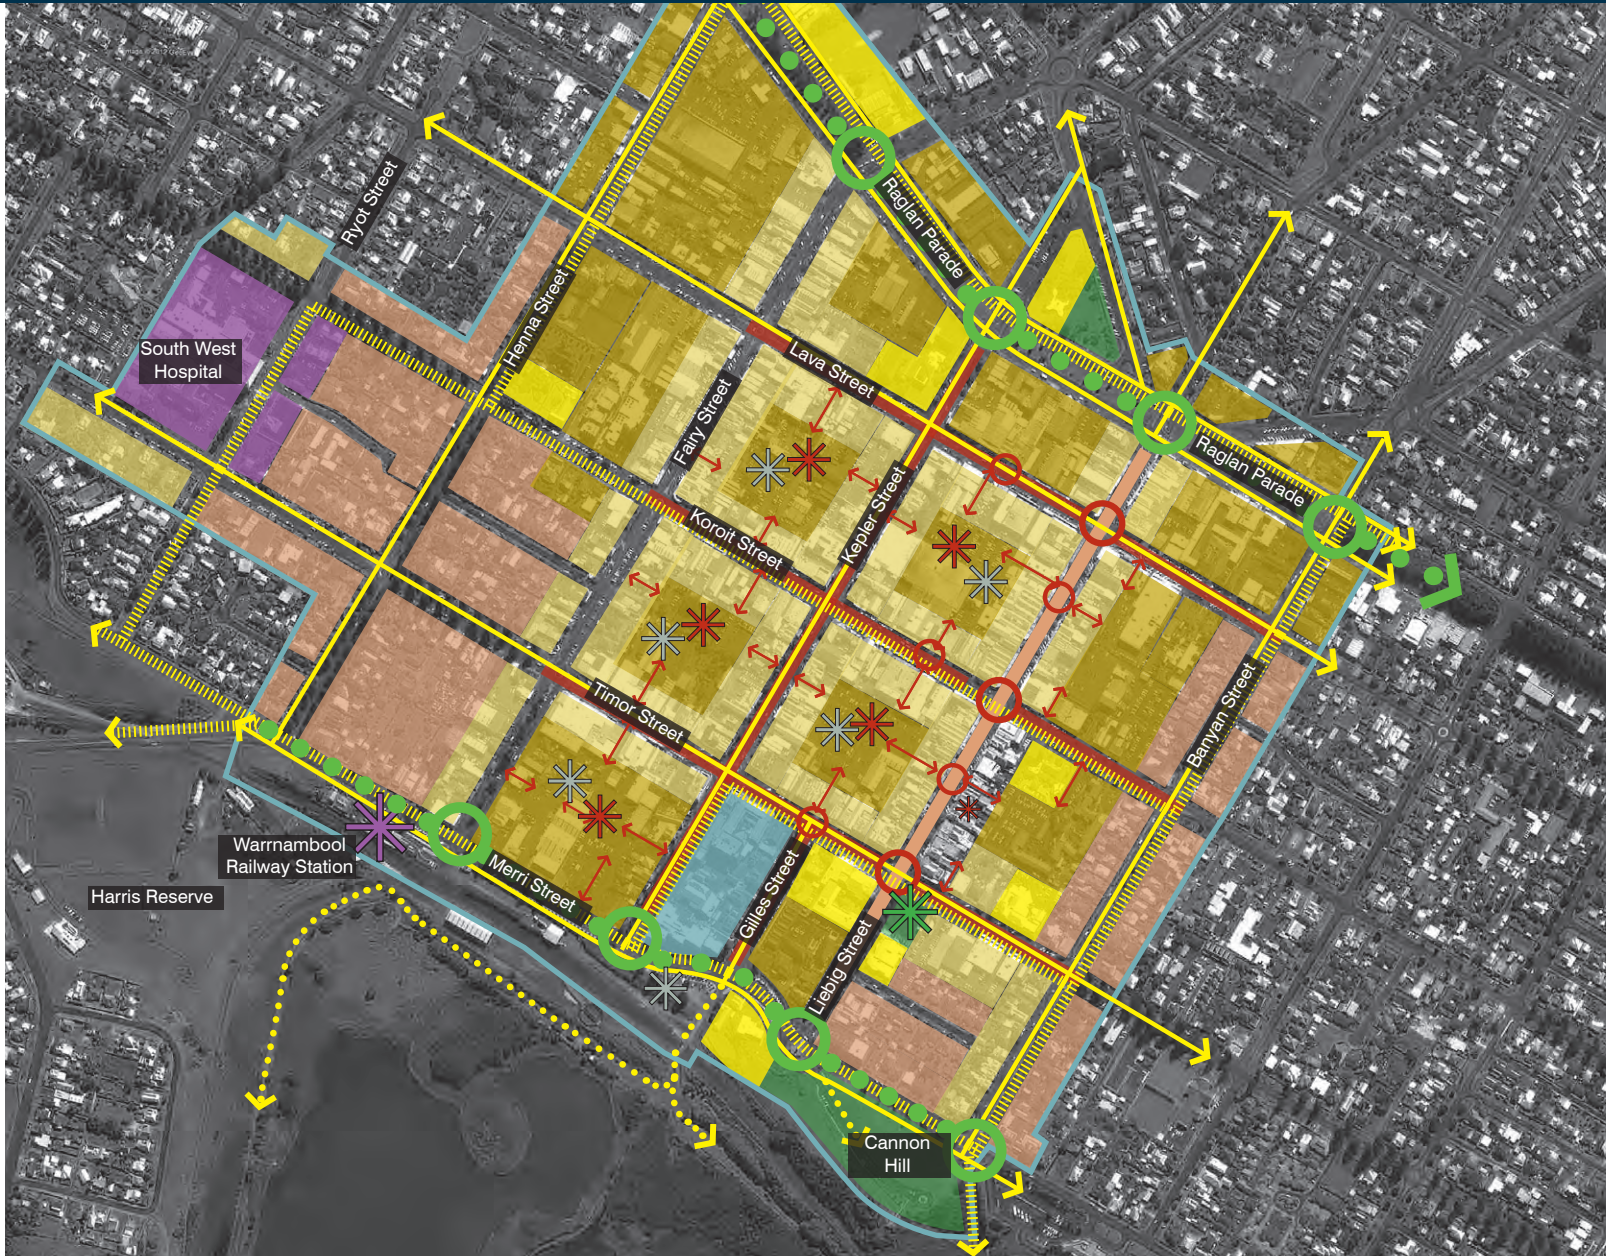 Ryot Street
Raglan Parade
Henna Street
South West
Hospital
Lava Street
Fairy Street
Raglan Parade
Kepler Street
Koroit Street
Banyan Street
Timor Street
Warrnambool
Railway Station
Merri Street
Gilles Street
Harris Reserve
Liebig Street
Cannon
Hill